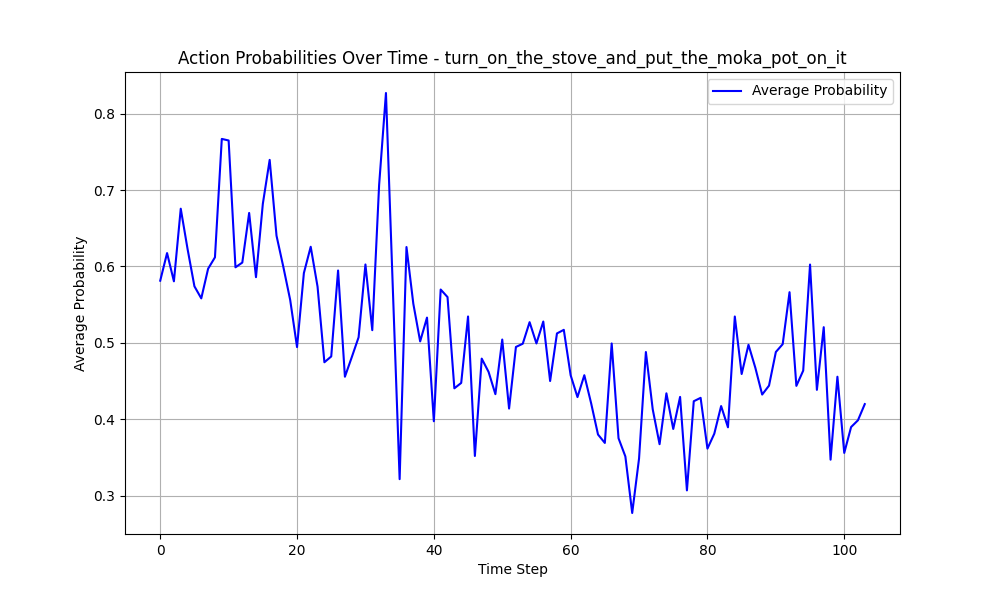 Action Probabilities Over Time - turn_on_the_stove_and_put_the_moka_pot_on_it
Average Probability
0.8
0.7
0.6
0.5
0.4
0.3
Average Probability
0 20 40 60 80 100
Time Step